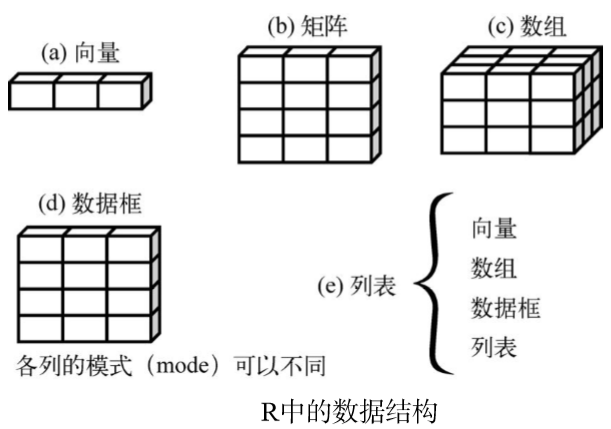 (a) 向量
(b) 矩阵
(c) 数组
(d) 数据框
各列的模式（mode）可以不同
(e) 列表
向量
数组
数据框
列表
R中的数据结构